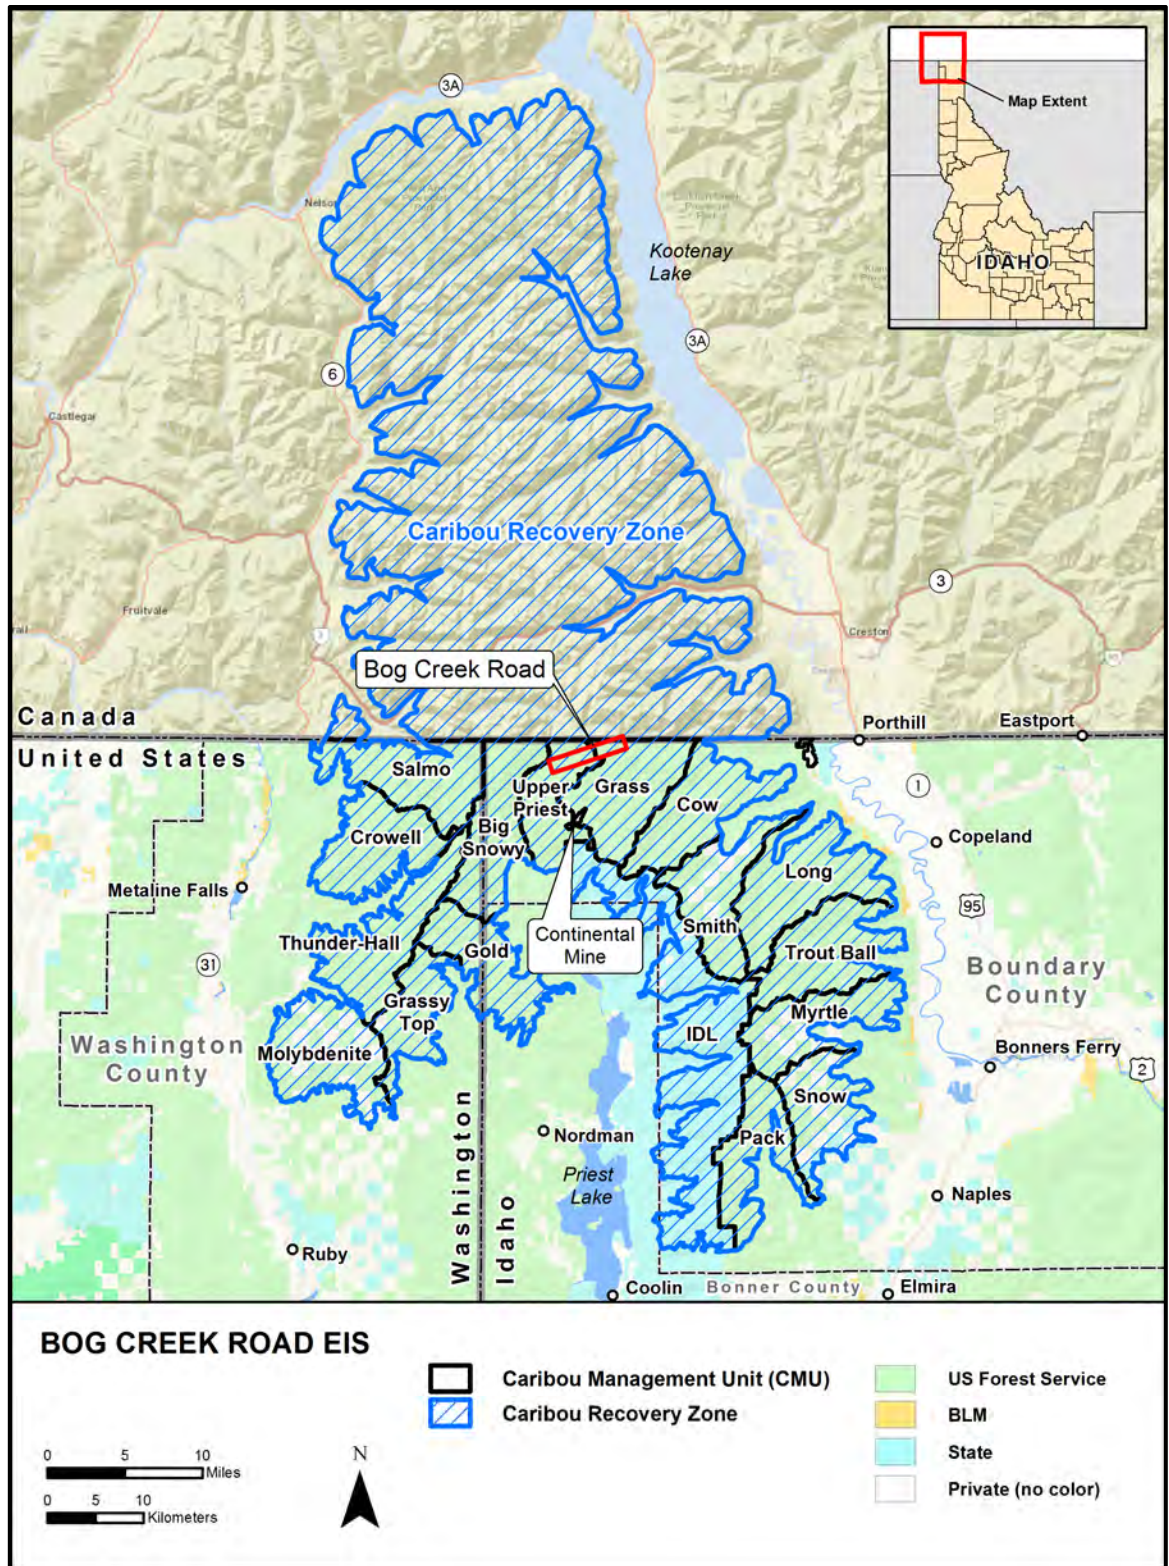 3A
Map Extent
Nelson
Kootenay
Lake
IDAHO
3A
6
Castlegar
Caribou Recovery Zone
3
Fruitvale
Creston
Bog Creek Road
Canada
Porthill
Eastport
United States
Salmo
Upper
Priest
Grass
Cow
1
Crowell
Big
Snowy
Copeland
Metaline Falls
Long
95
Smith
Continental
Mine
Thunder-Hall
Gold
Trout Ball
31
Boundary
County
Grassy
Top
Myrtle
IDL
Washington
County
Molybdenite
Bonners Ferry
2
Snow
Pack
Nordman
Priest
Lake
Naples
Washington
Idaho
Ruby
Coolin
Bonner County
Elmira
BOG CREEK ROAD EIS
Caribou Management Unit (CMU)
Caribou Recovery Zone
US Forest Service
BLM
State
Private (no color)
0 5 10
Miles
0 5 10
Kilometers
N